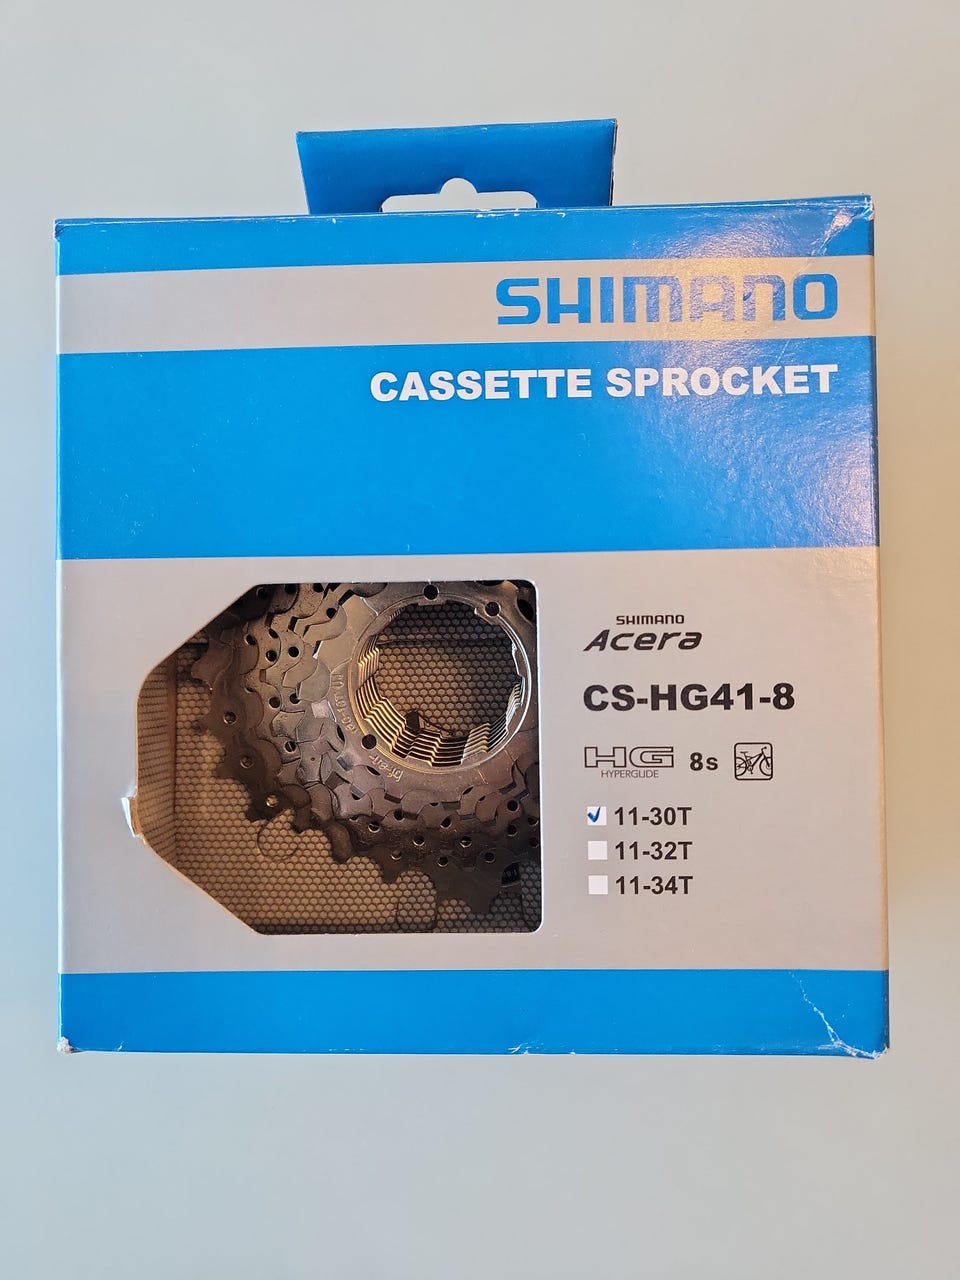 SHIMANO
CASSETTE SPROCKET
SHIMANO
Acera
CS-HG41-8
HG 8s
HYPERGLIDE
11-30T
11-32T
11-34T